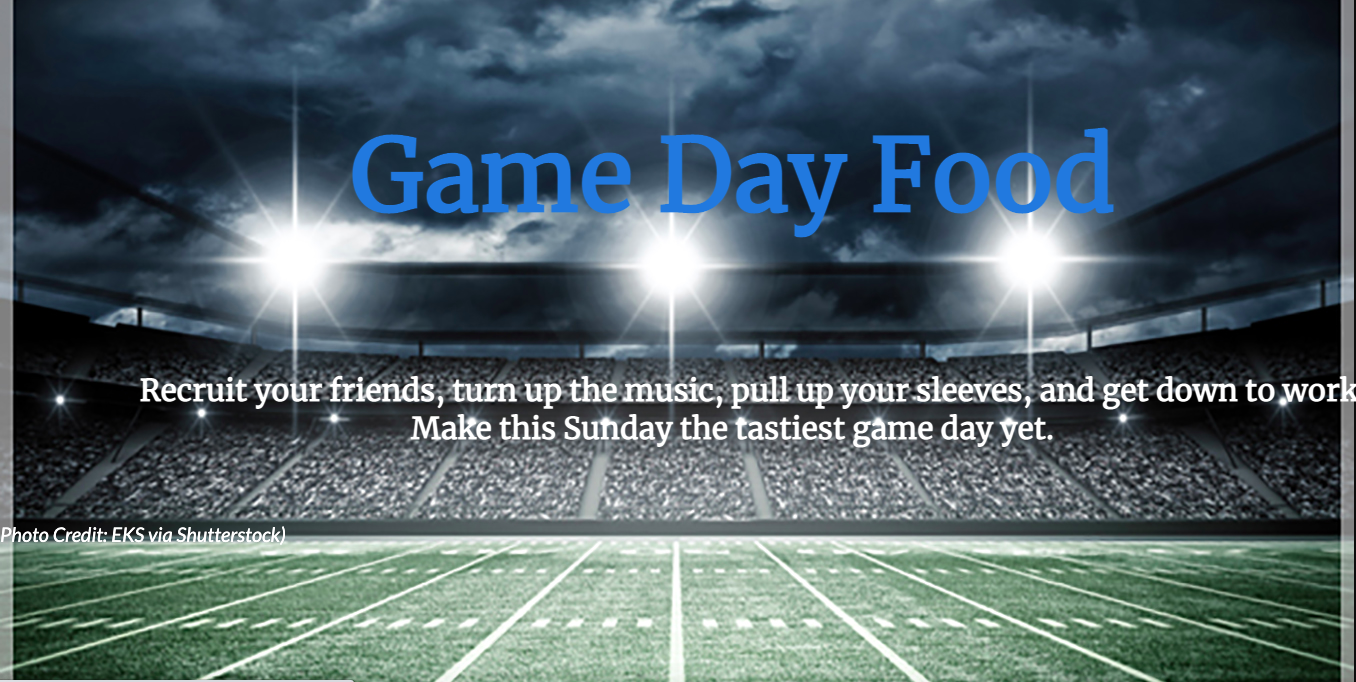 Game Day Food
Recruit your friends, turn up the music, pull up your sleeves, and get down to work
Make this Sunday the tastiest game day yet.
Photo Credit: EKS via Shutterstock)